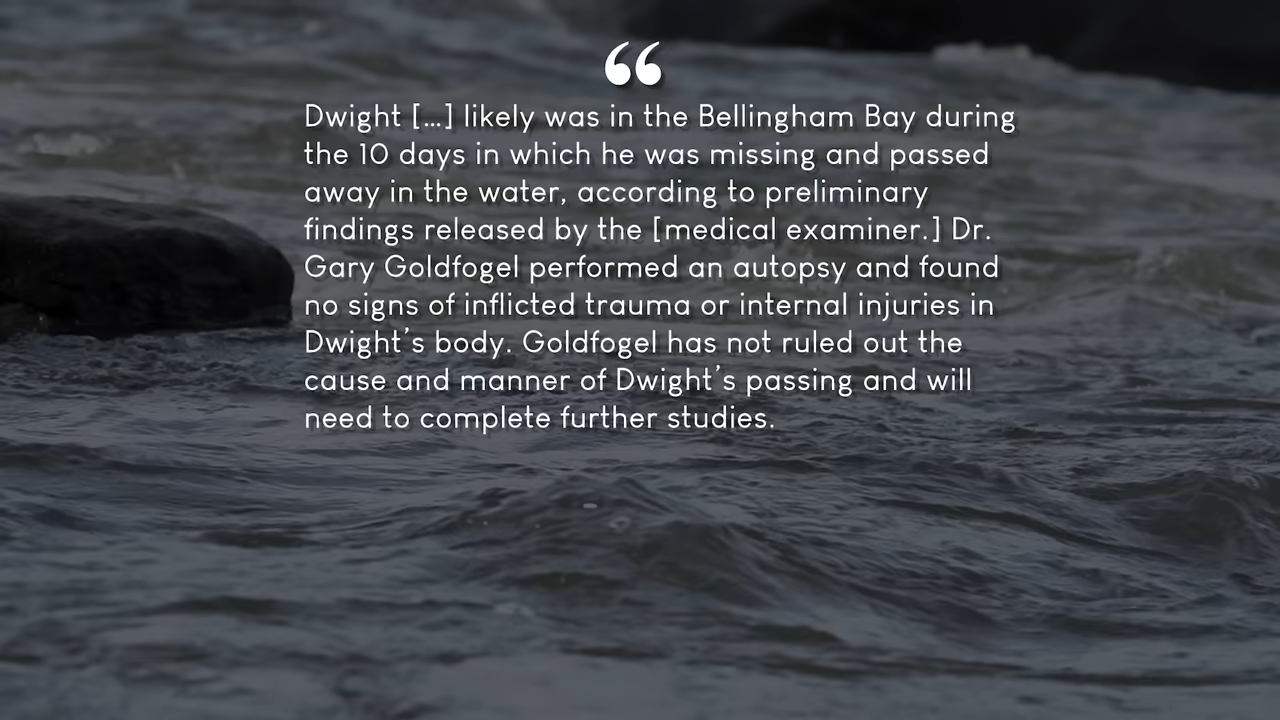 “
Dwight […] likely was in the Bellingham Bay during
the 10 days in which he was missing and passed
away in the water, according to preliminary
findings released by the [medical examiner.] Dr.
Gary Goldfogel performed an autopsy and found
no signs of inflicted trauma or internal injuries in
Dwight’s body. Goldfogel has not ruled out the
cause and manner of Dwight’s passing and will
need to complete further studies.